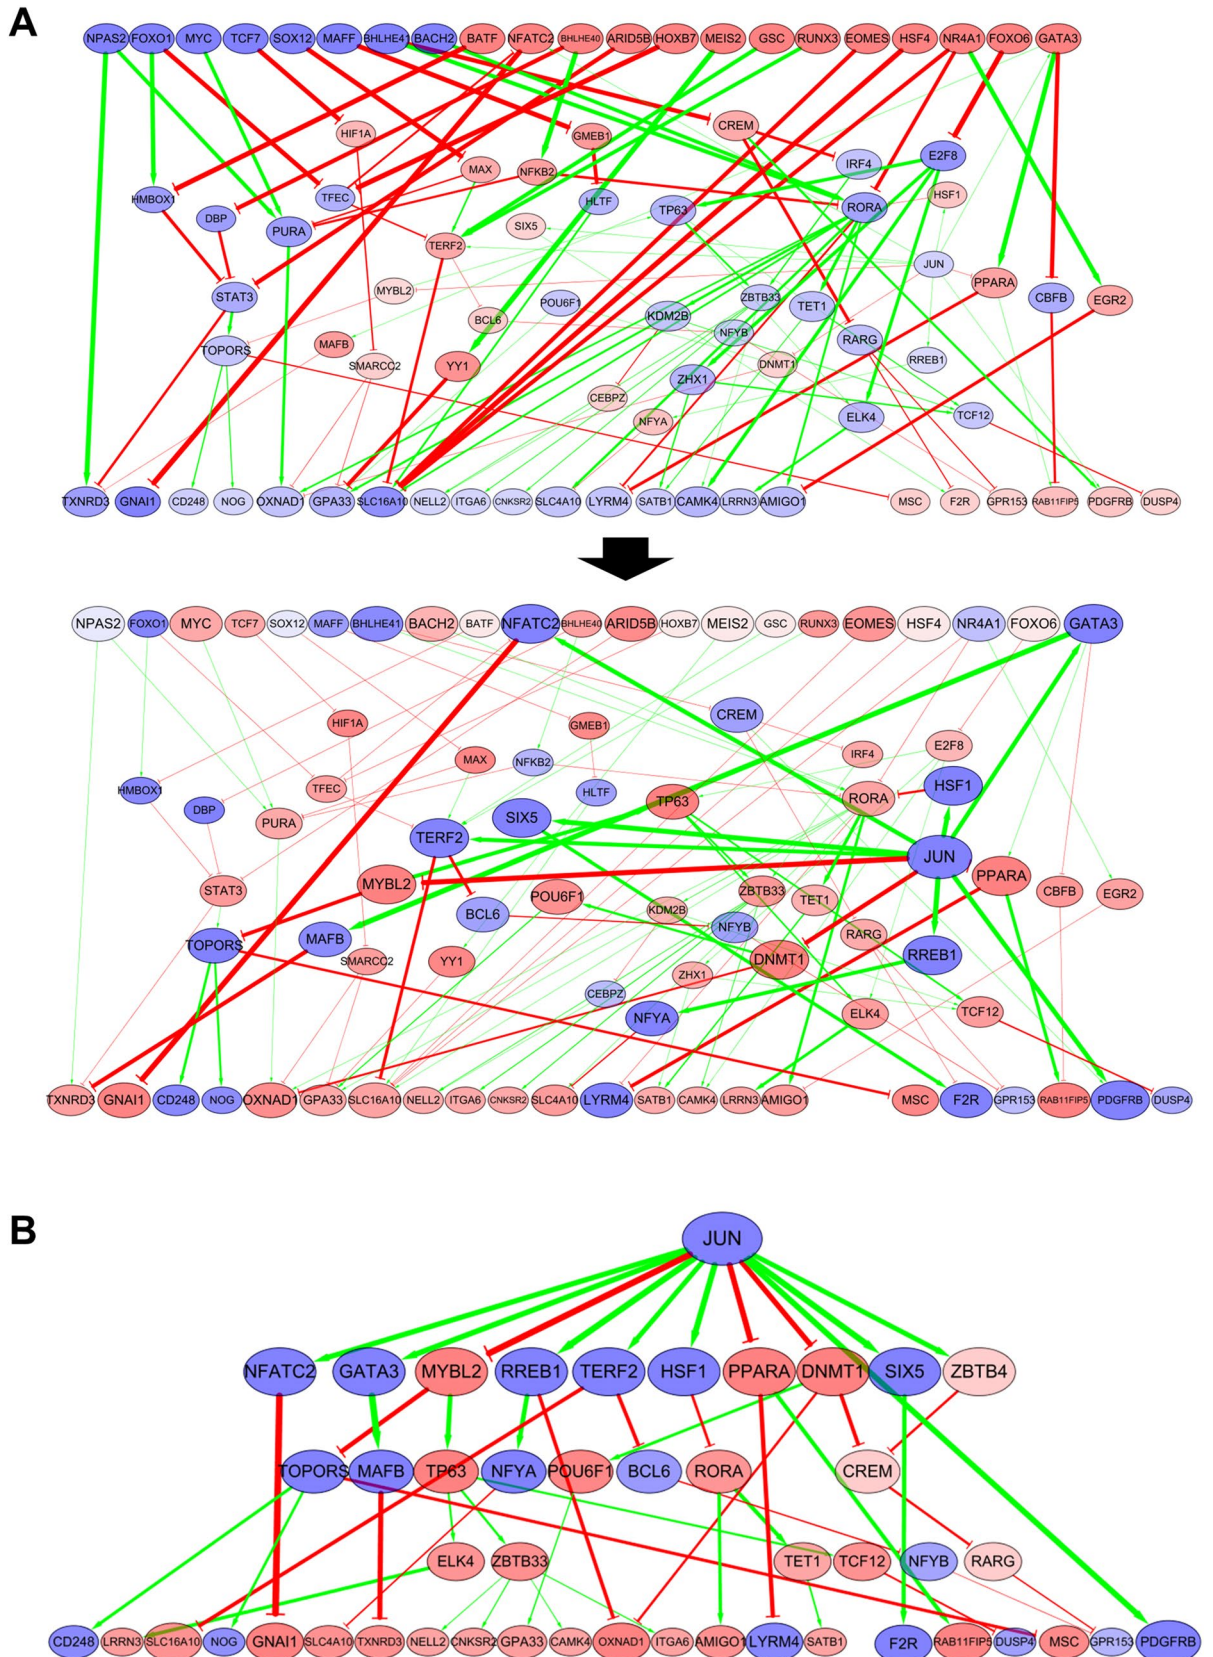 A
NPAS2 FOXO1 MYC TCF7 SOX12 MAFF BHLHE41 BACH2 BATF NFATC2 BHLHE40 ARID5B HOXB7 MEIS2 GSC RUNX3 EOMES HSF4 NR4A1 FOXO6 GATA3
HIF1A GMEB1 CREM
MAX NFKB2 IRF4 E2F8
HMBOX1 TFEC HLTF HSF1
DBP PURA SIX5 TP63 RORA
TERF2
JUN
STAT3 MYBL2 POU6F1 ZBTB33 TET1 PPARA CBFB EGR2
BCL6 KDM2B NFYB
TOPORS MAFB RARG
SMARCC2 YY1 DNMT1 RREB1
ZHX1
CEBPZ
NFYA ELK4 TCF12
TXNRD3 GNAI1 CD248 NOG OXNAD1 GPA33 SLC16A10 NELL2 ITGA6 CNKSR2 SLC4A10 LYRM4 SATB1 CAMK4 LRRN3 AMIGO1 MSC F2R GPR153 RAB11FIP5 PDGFRB DUSP4
NPAS2 FOXO1 MYC TCF7 SOX12 MAFF BHLHE41 BACH2 BATF NFATC2 BHLHE40 ARID5B HOXB7 MEIS2 GSC RUNX3 EOMES HSF4 NR4A1 FOXO6 GATA3
HIF1A GMEB1 CREM
MAX NFKB2 IRF4 E2F8
HMBOX1 TFEC HLTF HSF1
DBP PURA SIX5 TP63 RORA
TERF2
JUN
STAT3 MYBL2 POU6F1 ZBTB33 TET1 PPARA CBFB EGR2
BCL6 KDM2B NFYB
TOPORS MAFB RARG
SMARCC2 YY1 DNMT1 RREB1
ZHX1
CEBPZ
NFYA ELK4 TCF12
TXNRD3 GNAI1 CD248 NOG OXNAD1 GPA33 SLC16A10 NELL2 ITGA6 CNKSR2 SLC4A10 LYRM4 SATB1 CAMK4 LRRN3 AMIGO1 MSC F2R GPR153 RAB11FIP5 PDGFRB DUSP4
B
JUN
NFATC2 GATA3 MYBL2 RREB1 TERF2 HSF1 PPARA DNMT1 SIX5 ZBTB4
TOPORS MAFB TP63 NFYA POU6F1 BCL6 RORA CREM
ELK4 ZBTB33 TET1 TCF12 NFYB RARG
CD248 LRRN3 SLC16A10 NOG GNAI1 SLC4A10 TXNRD3 NELL2 CNKSR2 GPA33 CAMK4 OXNAD1 ITGA6 AMIGO1 LYRM4 SATB1 F2R RAB11FIP5 DUSP4 MSC GPR153 PDGFRB